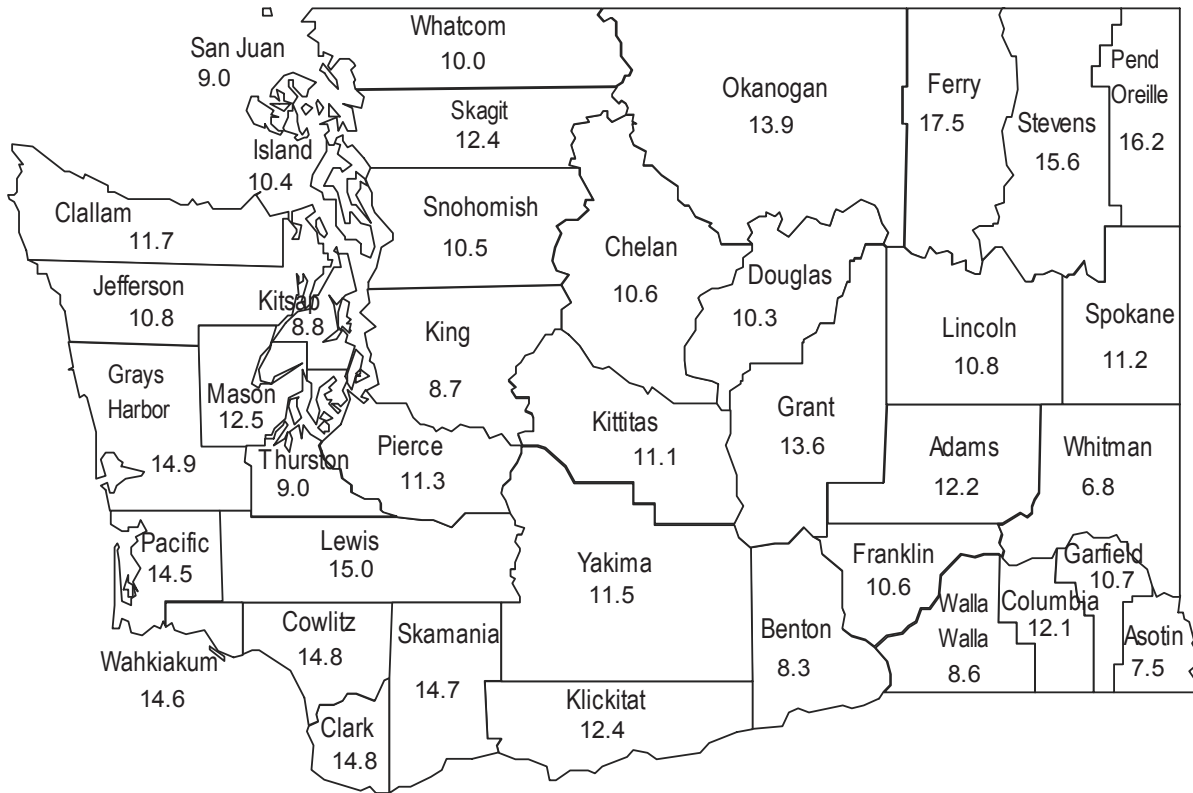 Whatcom
10.0
San Juan
9.0
Skagit
12.4
Island
10.4
Okanogan
13.9
Ferry
17.5
Stevens
15.6
Pend
Oreille
16.2
Clallam
11.7
Snohomish
10.5
Chelan
10.6
Douglas
10.3
Jefferson
10.8
Kitsap
8.8
King
8.7
Lincoln
10.8
Spokane
11.2
Grays
Harbor
14.9
Mason
12.5
Thurston
9.0
Pierce
11.3
Kittitas
11.1
Grant
13.6
Adams
12.2
Whitman
6.8
Pacific
14.5
Lewis
15.0
Yakima
11.5
Franklin
10.6
Garfield
10.7
Walla
Walla
8.6
Columbia
12.1
Asotin
7.5
Benton
8.3
Wahkiakum
14.6
Cowlitz
14.8
Skamania
14.7
Klickitat
12.4
Clark
14.8